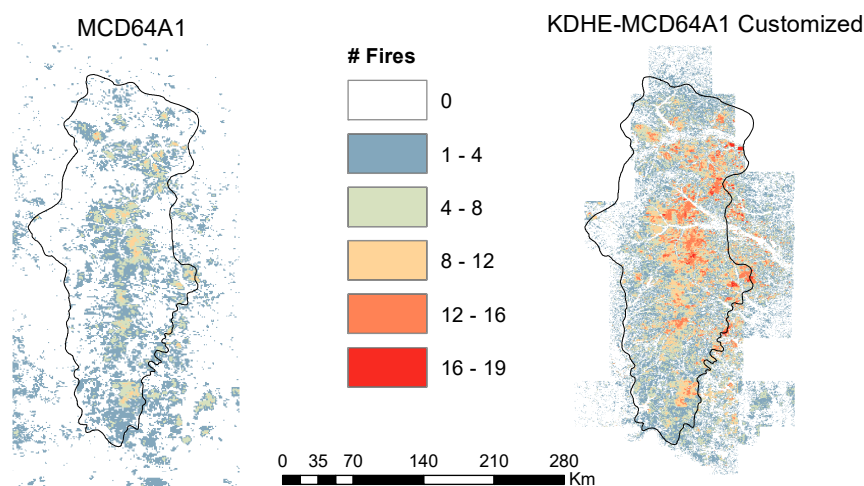 MCD64A1
KDHE-MCD64A1 Customized
# Fires
0
1 - 4
4 - 8
8 - 12
12 - 16
16 - 19
0 35 70 140 210 280
Km